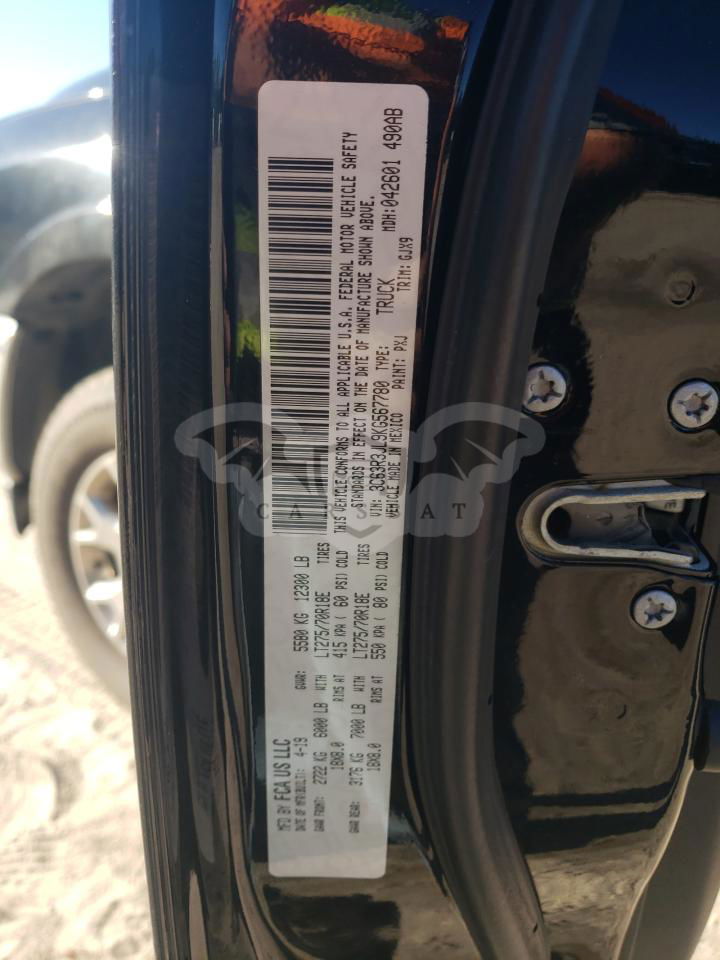 MFD BY FCA US LLC
DATE OF MFR(BUILT): 4-19 GVWR: 5580 KG 12300 LB
GAWR FRONT: 2722 KG 6000 LB WITH LT275/70R18E TIRES
18X8.0 RIMS AT 415 KPA ( 60 PSI) COLD
GAWR REAR: 3176 KG 7000 LB WITH LT275/70R18E TIRES
18X8.0 RIMS AT 550 KPA ( 80 PSI) COLD
THIS VEHICLE CONFORMS TO ALL APPLICABLE U.S.A. FEDERAL MOTOR VEHICLE SAFETY
STANDARDS IN EFFECT ON THE DATE OF MANUFACTURE SHOWN ABOVE.
VIN: 3C63R3JL9KG567780 TYPE: TRUCK MDH:042601 490AB
VEHICLE MADE IN MEXICO PAINT: PXJ TRIM: GJX9